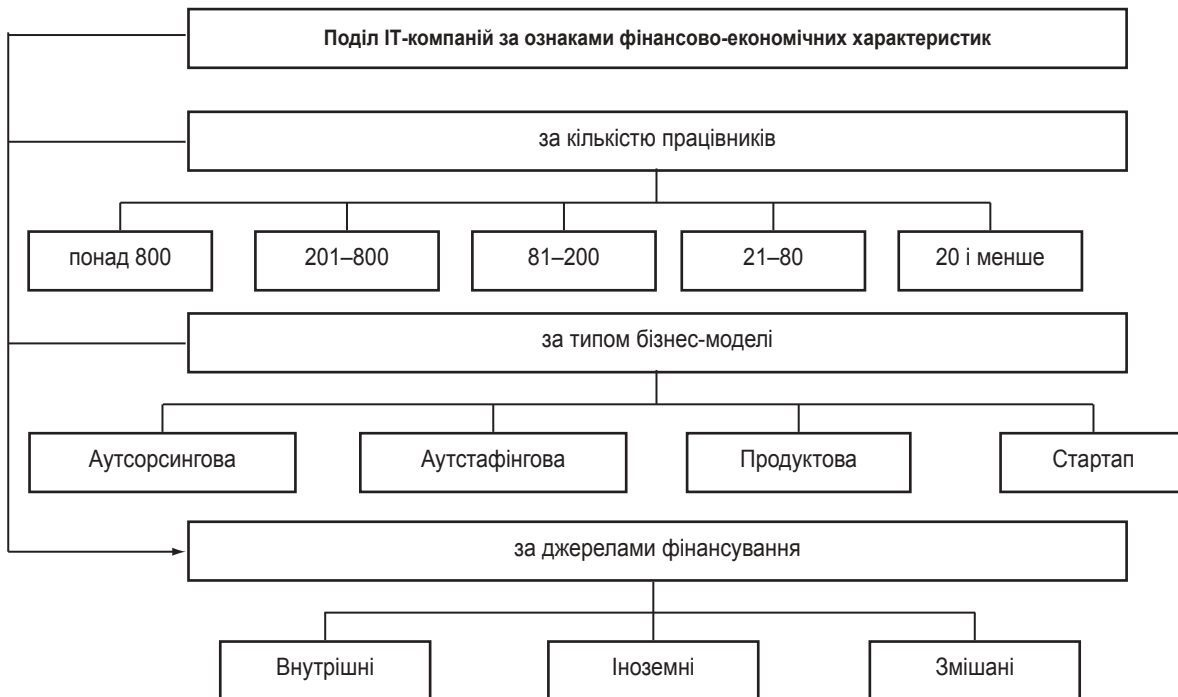 Поділ ІТ-компаній за ознаками фінансово-економічних характеристик
за кількістю працівників
понад 800
201–800
81–200
21–80
20 і менше
за типом бізнес-моделі
Аутсорсингова
Аутстафінгова
Продуктова
Стартап
за джерелами фінансування
Внутрішні
Іноземні
Змішані